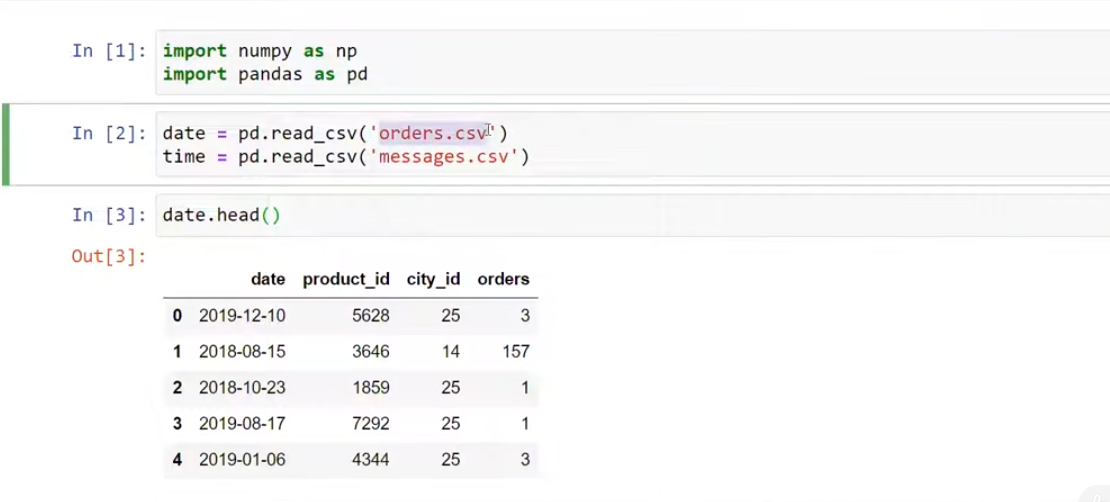 In [1]: import numpy as np
import pandas as pd
In [2]: date = pd.read_csv('orders.csv')
time = pd.read_csv('messages.csv')
In [3]: date.head()
Out[3]:
date product_id city_id orders
0 2019-12-10 5628 25 3
1 2018-08-15 3646 14 157
2 2018-10-23 1859 25 1
3 2019-08-17 7292 25 1
4 2019-01-06 4344 25 3